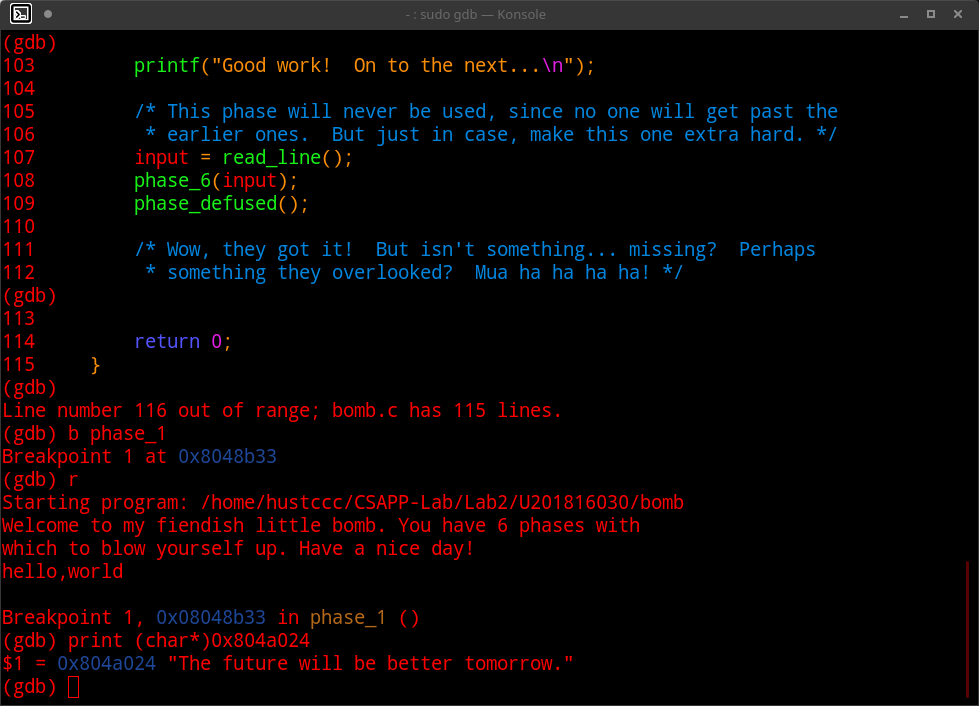 - : sudo gdb — Konsole
(gdb)
103         printf("Good work!  On to the next...\n");
104
105         /* This phase will never be used, since no one will get past the
106          * earlier ones.  But just in case, make this one extra hard. */
107         input = read_line();
108         phase_6(input);
109         phase_defused();
110
111         /* Wow, they got it!  But isn't something... missing?  Perhaps
112          * something they overlooked?  Mua ha ha ha ha! */
(gdb)
113
114         return 0;
115     }
(gdb)
Line number 116 out of range; bomb.c has 115 lines.
(gdb) b phase_1
Breakpoint 1 at 0x8048b33
(gdb) r
Starting program: /home/hustccc/CSAPP-Lab/Lab2/U201816030/bomb
Welcome to my fiendish little bomb. You have 6 phases with
which to blow yourself up. Have a nice day!
hello,world
Breakpoint 1, 0x08048b33 in phase_1 ()
(gdb) print (char*)0x804a024
$1 = 0x804a024 "The future will be better tomorrow."
(gdb)